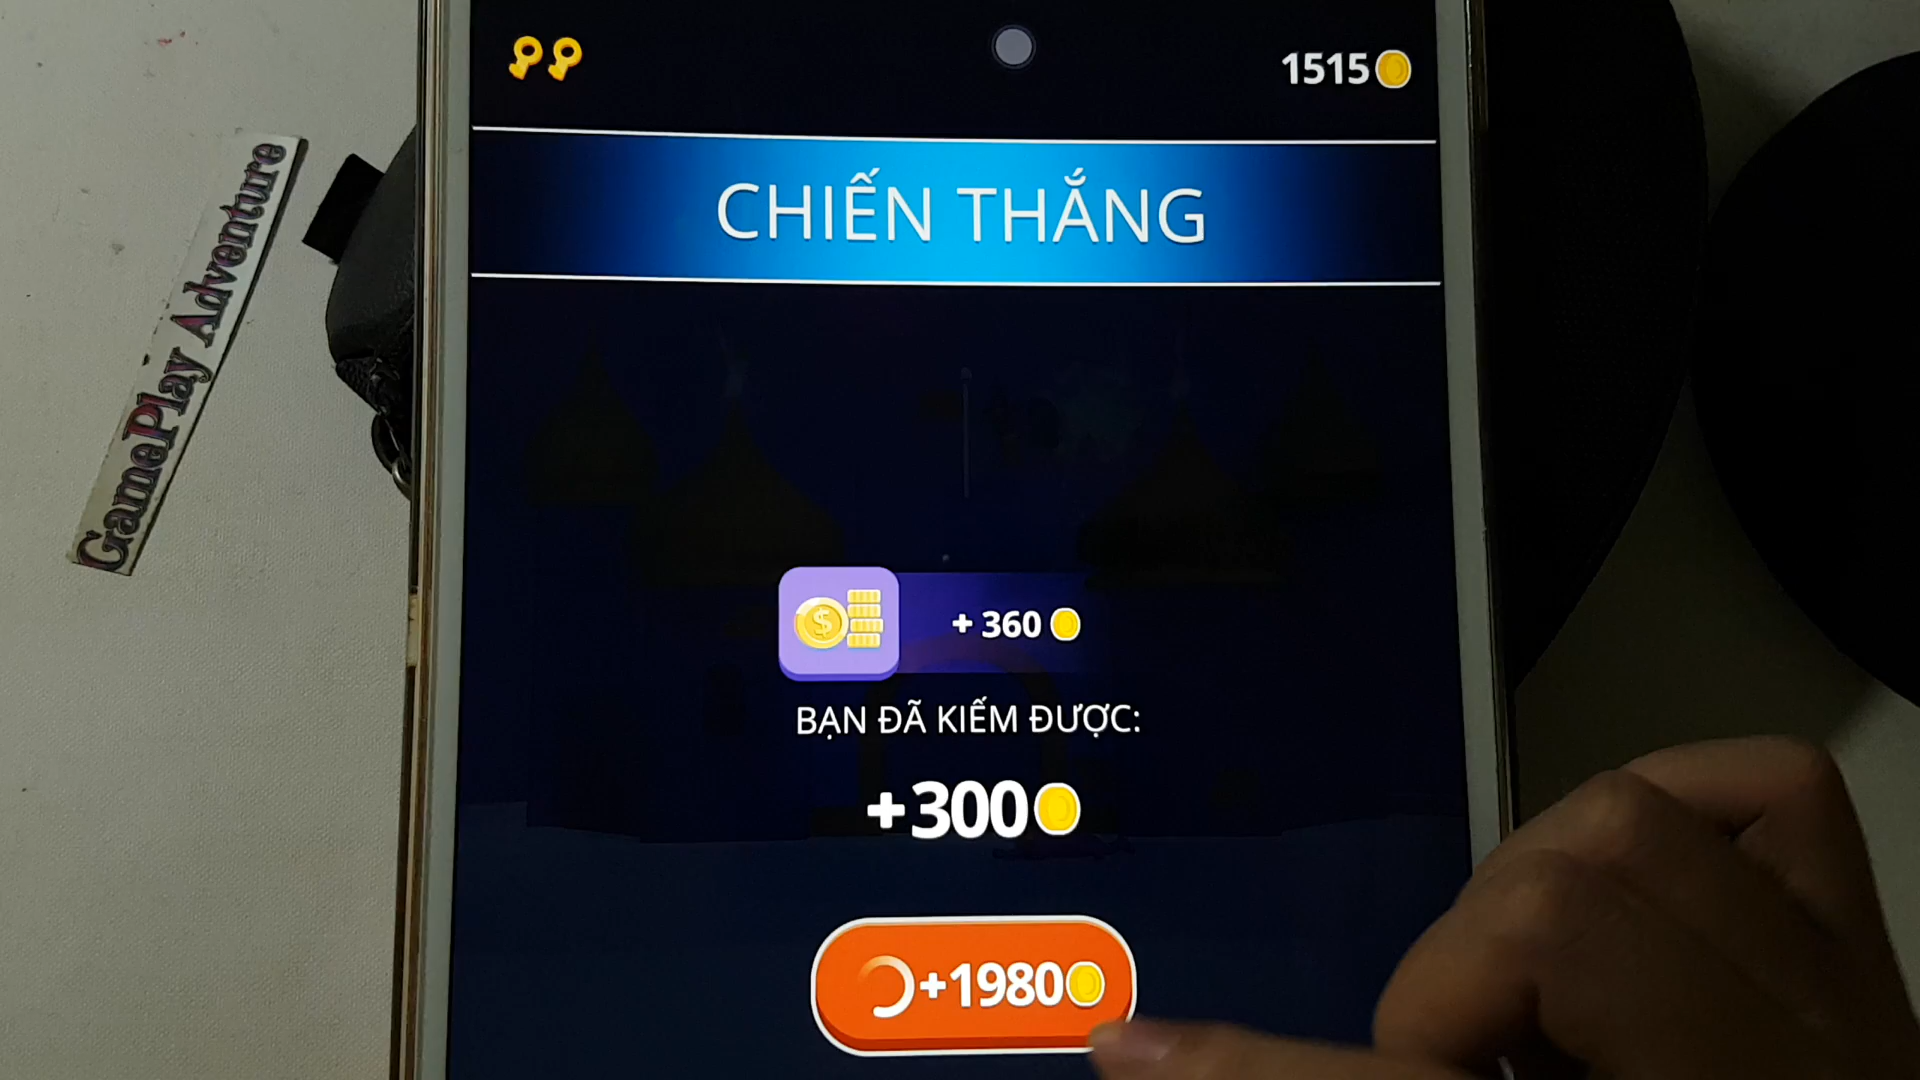 1515
CHIẾN THẮNG
GamePlay Adventure
+ 360
BẠN ĐÃ KIẾM ĐƯỢC:
+300
+1980